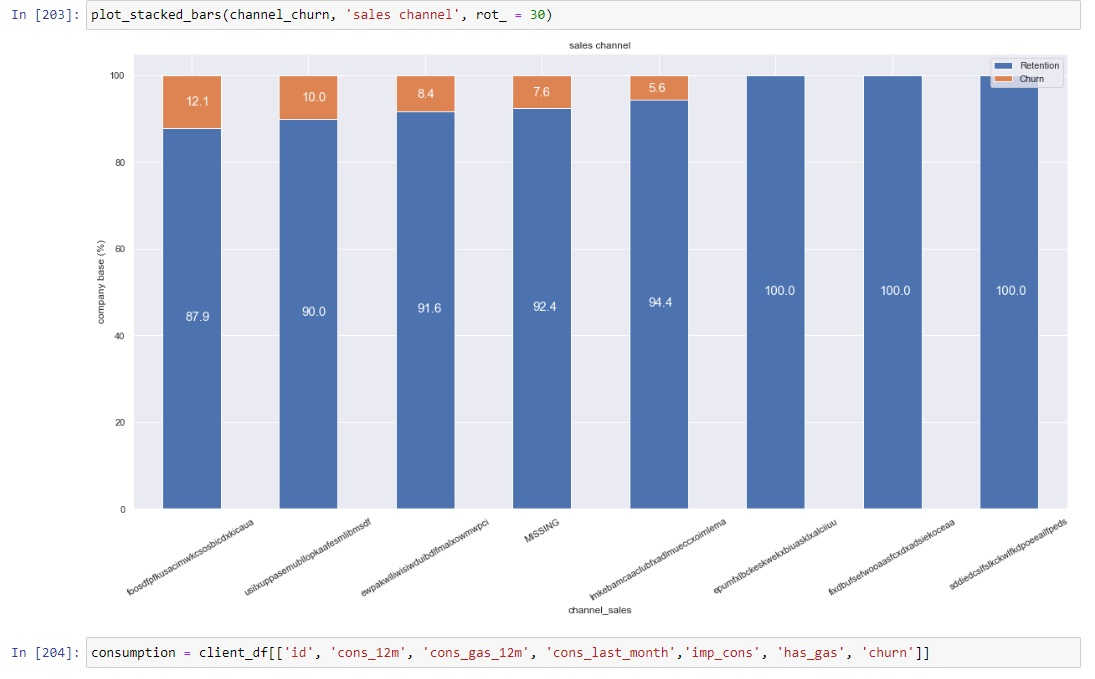 In [203]: plot_stacked_bars(channel_churn, 'sales channel', rot_ = 30)
sales channel
Retention
Churn
company base (%)
100
80
60
40
20
0
12.1
10.0
8.4
7.6
5.6
87.9
90.0
91.6
92.4
94.4
100.0
100.0
100.0
foosdfpfkusacimwkcsosbicdxkicaua
usilxuppasemubllopkaafesmlibmsdf
ewpakwlliwisiwduibdlfmalxowmwpci
MISSING
lmkebamcaaclubfxadlmueccxoimlema
epumfxlbckeskwekxbiuasklxalciiuu
fixdbufsefwooaasfcxdxadsiekoceaa
sddiedcslfslkckwlfkdpoeeailfpeds
channel_sales
In [204]: consumption = client_df[['id', 'cons_12m', 'cons_gas_12m', 'cons_last_month','imp_cons', 'has_gas', 'churn']]